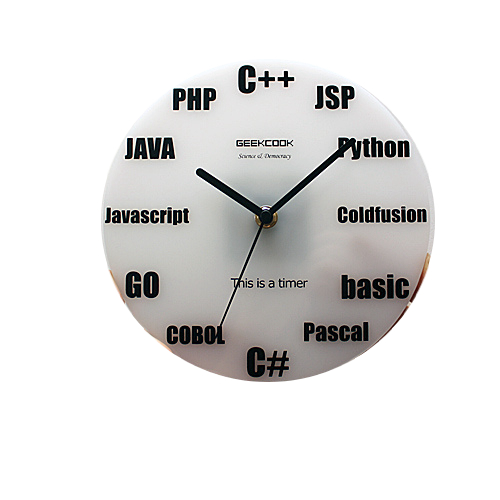 C++
PHP
JSP
GEEKCOOK
Science & Democracy
JAVA
Python
Javascript
Coldfusion
GO
This is a timer
basic
COBOL
Pascal
C#